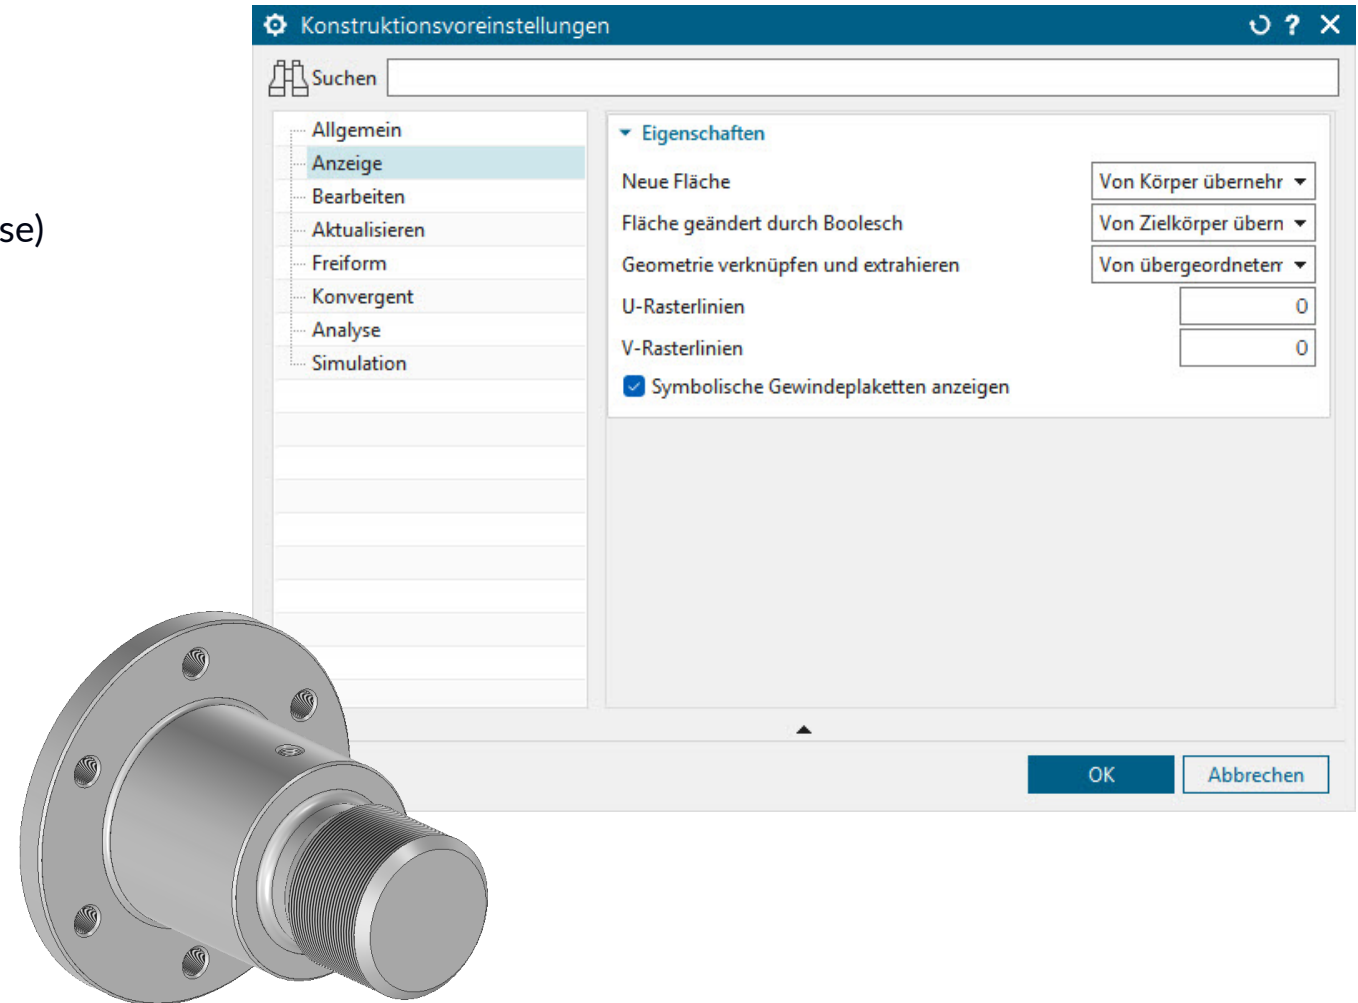 Konstruktionsvoreinstellungen
?
Suchen
Allgemein
Anzeige
Bearbeiten
Aktualisieren
Freiform
Konvergent
Analyse
Simulation
Eigenschaften
Neue Fläche Von Körper übernehr
Fläche geändert durch Boolesch Von Zielkörper übern
Geometrie verknüpfen und extrahieren Von übergeordnetem
U-Rasterlinien 0
V-Rasterlinien 0
Symbolische Gewindeplaketten anzeigen
OK Abbrechen
se)